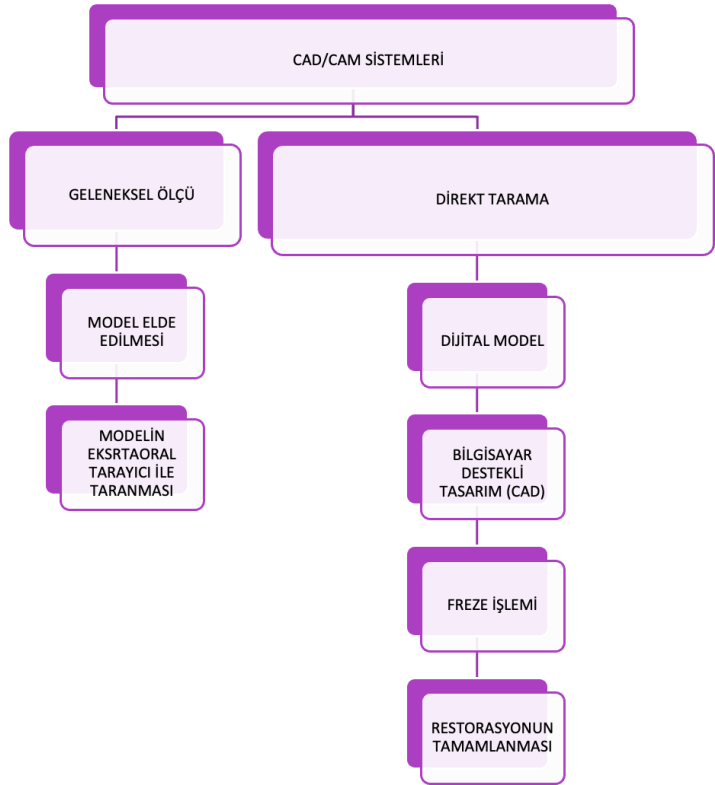 CAD/CAM SİSTEMLERİ
GELENEKSEL ÖLÇÜ
DİREKT TARAMA
MODEL ELDE
EDİLMESİ
DİJİTAL MODEL
MODELİN
EKSRTAORAL
TARAYICI İLE
TARANMASI
BİLGİSAYAR
DESTEKLİ
TASARIM (CAD)
FREZE İŞLEMİ
RESTORASYONUN
TAMAMLANMASI